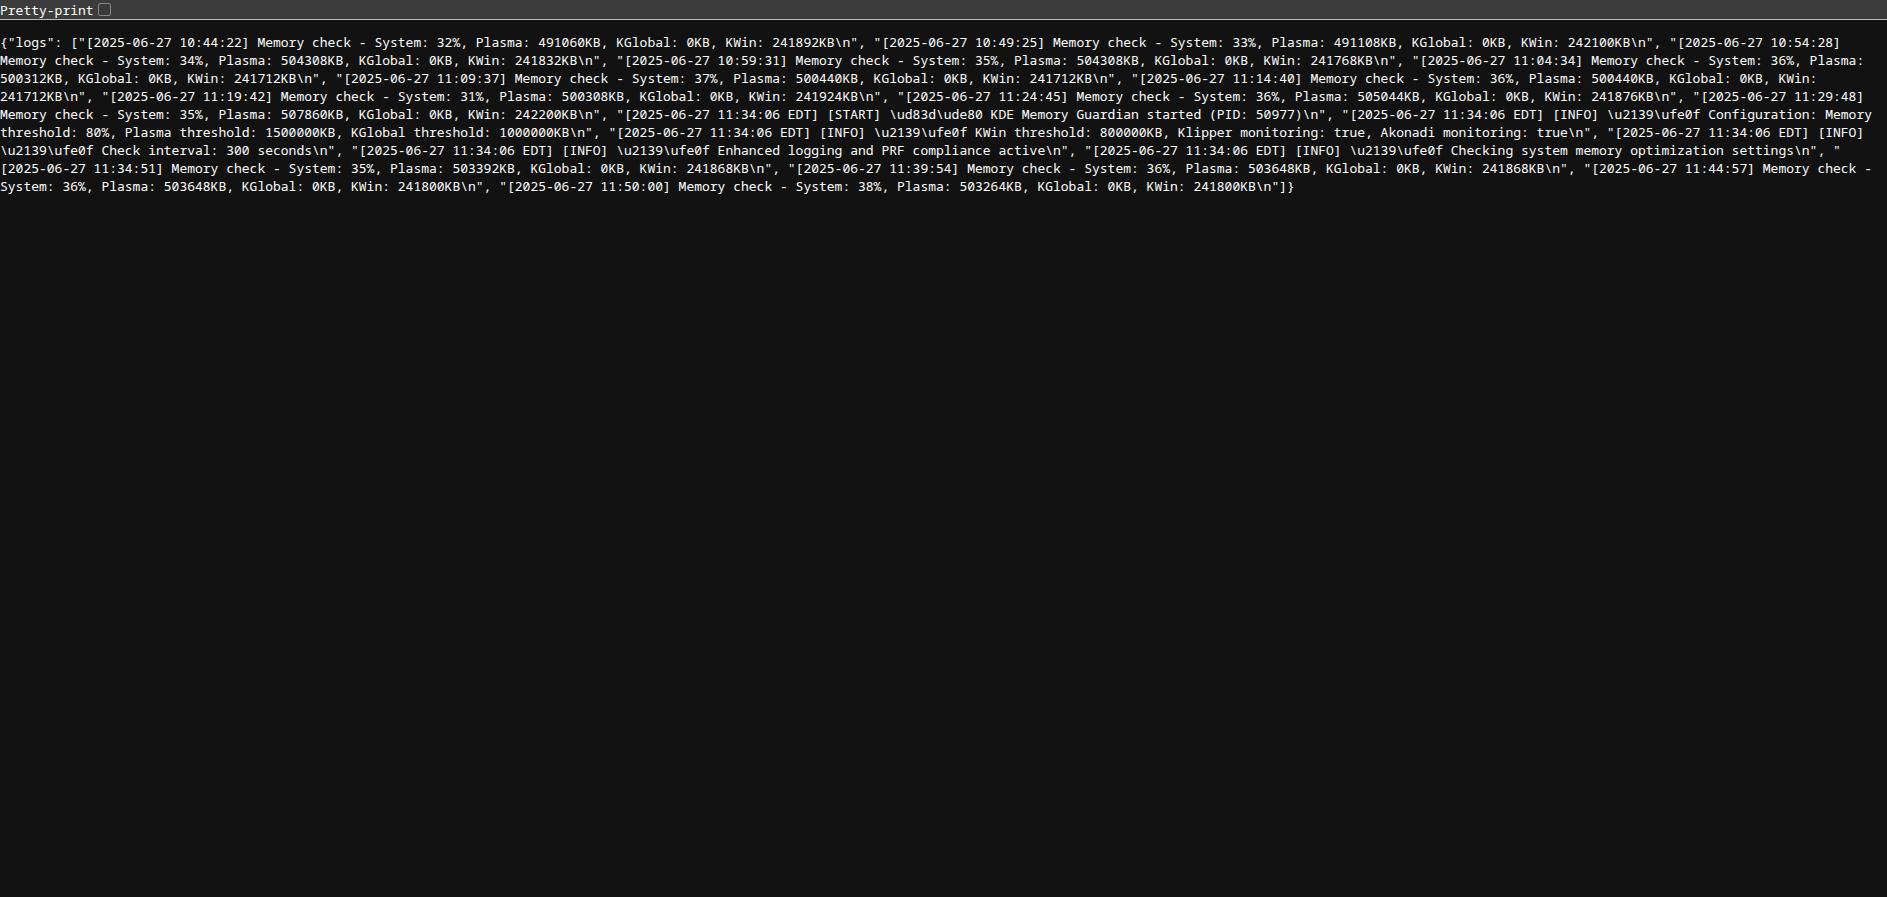 Pretty-print
{"logs": ["[2025-06-27 10:44:22] Memory check - System: 32%, Plasma: 491060KB, KGlobal: 0KB, KWin: 241892KB\n", "[2025-06-27 10:49:25] Memory check - System: 33%, Plasma: 491108KB, KGlobal: 0KB, KWin: 242100KB\n", "[2025-06-27 10:54:28]
Memory check - System: 34%, Plasma: 504308KB, KGlobal: 0KB, KWin: 241832KB\n", "[2025-06-27 10:59:31] Memory check - System: 35%, Plasma: 504308KB, KGlobal: 0KB, KWin: 241768KB\n", "[2025-06-27 11:04:34] Memory check - System: 36%, Plasma:
500312KB, KGlobal: 0KB, KWin: 241712KB\n", "[2025-06-27 11:09:37] Memory check - System: 37%, Plasma: 500440KB, KGlobal: 0KB, KWin: 241712KB\n", "[2025-06-27 11:14:40] Memory check - System: 36%, Plasma: 500440KB, KGlobal: 0KB, KWin:
241712KB\n", "[2025-06-27 11:19:42] Memory check - System: 31%, Plasma: 500308KB, KGlobal: 0KB, KWin: 241924KB\n", "[2025-06-27 11:24:45] Memory check - System: 36%, Plasma: 505044KB, KGlobal: 0KB, KWin: 241876KB\n", "[2025-06-27 11:29:48]
Memory check - System: 35%, Plasma: 507860KB, KGlobal: 0KB, KWin: 242200KB\n", "[2025-06-27 11:34:06 EDT] [START] \ud83d\ude80 KDE Memory Guardian started (PID: 50977)\n", "[2025-06-27 11:34:06 EDT] [INFO] \u2139\ufe0f Configuration: Memory
threshold: 80%, Plasma threshold: 1500000KB, KGlobal threshold: 1000000KB\n", "[2025-06-27 11:34:06 EDT] [INFO] \u2139\ufe0f KWin threshold: 800000KB, Klipper monitoring: true, Akonadi monitoring: true\n", "[2025-06-27 11:34:06 EDT] [INFO]
\u2139\ufe0f Check interval: 300 seconds\n", "[2025-06-27 11:34:06 EDT] [INFO] \u2139\ufe0f Enhanced logging and PRF compliance active\n", "[2025-06-27 11:34:06 EDT] [INFO] \u2139\ufe0f Checking system memory optimization settings\n", "
[2025-06-27 11:34:51] Memory check - System: 35%, Plasma: 503392KB, KGlobal: 0KB, KWin: 241868KB\n", "[2025-06-27 11:39:54] Memory check - System: 36%, Plasma: 503648KB, KGlobal: 0KB, KWin: 241868KB\n", "[2025-06-27 11:44:57] Memory check -
System: 36%, Plasma: 503648KB, KGlobal: 0KB, KWin: 241800KB\n", "[2025-06-27 11:50:00] Memory check - System: 38%, Plasma: 503264KB, KGlobal: 0KB, KWin: 241800KB\n"]}